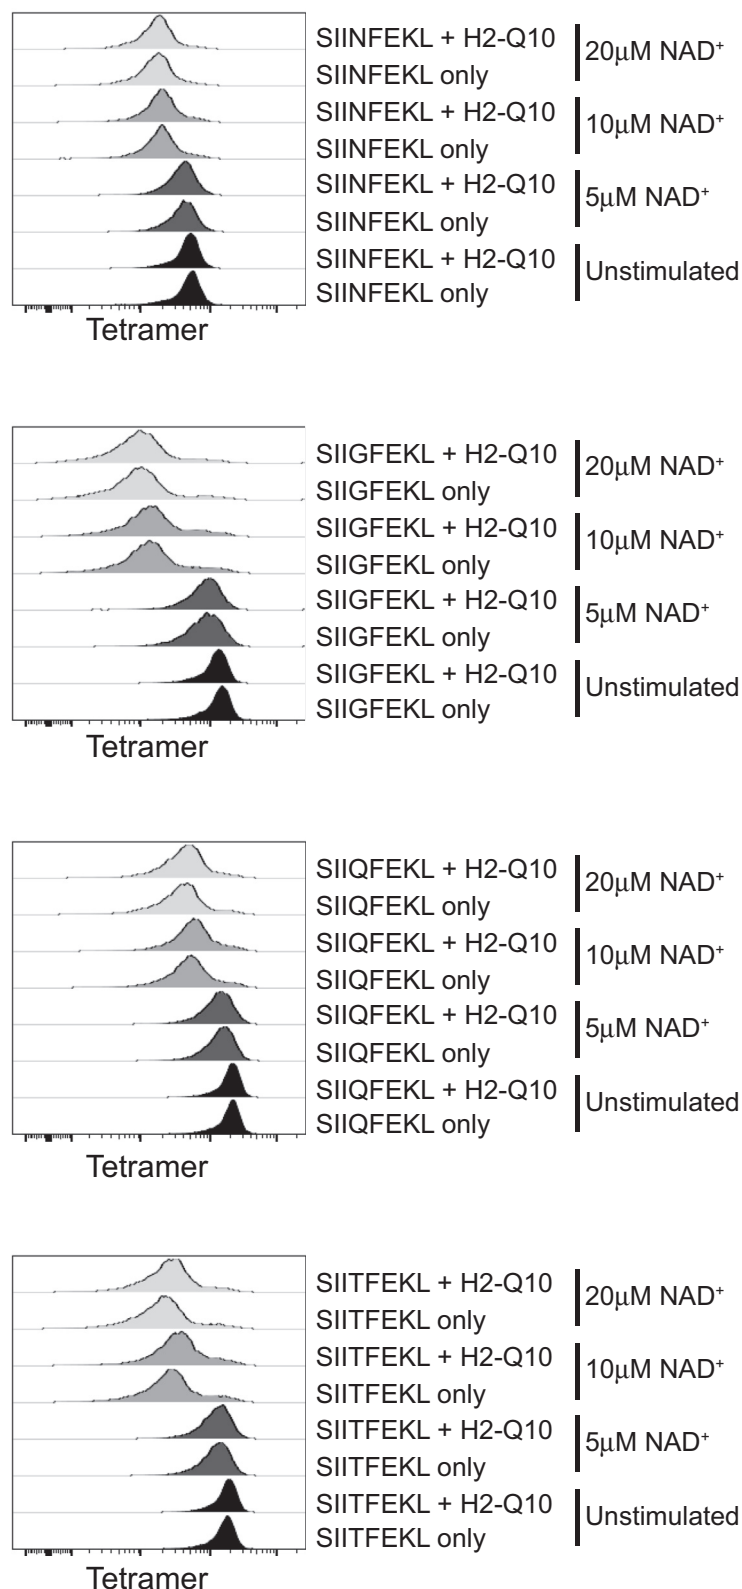 SIINFEKL + H2-Q10
20μM NAD⁺
SIINFEKL only
SIINFEKL + H2-Q10
10μM NAD⁺
SIINFEKL only
SIINFEKL + H2-Q10
5μM NAD⁺
SIINFEKL only
SIINFEKL + H2-Q10
Unstimulated
SIINFEKL only
Tetramer
SIIGFEKL + H2-Q10
20μM NAD⁺
SIIGFEKL only
SIIGFEKL + H2-Q10
10μM NAD⁺
SIIGFEKL only
SIIGFEKL + H2-Q10
5μM NAD⁺
SIIGFEKL only
SIIGFEKL + H2-Q10
Unstimulated
SIIGFEKL only
Tetramer
SIIQFEKL + H2-Q10
20μM NAD⁺
SIIQFEKL only
SIIQFEKL + H2-Q10
10μM NAD⁺
SIIQFEKL only
SIIQFEKL + H2-Q10
5μM NAD⁺
SIIQFEKL only
SIIQFEKL + H2-Q10
Unstimulated
SIIQFEKL only
Tetramer
SIITFEKL + H2-Q10
20μM NAD⁺
SIITFEKL only
SIITFEKL + H2-Q10
10μM NAD⁺
SIITFEKL only
SIITFEKL + H2-Q10
5μM NAD⁺
SIITFEKL only
SIITFEKL + H2-Q10
Unstimulated
SIITFEKL only
Tetramer